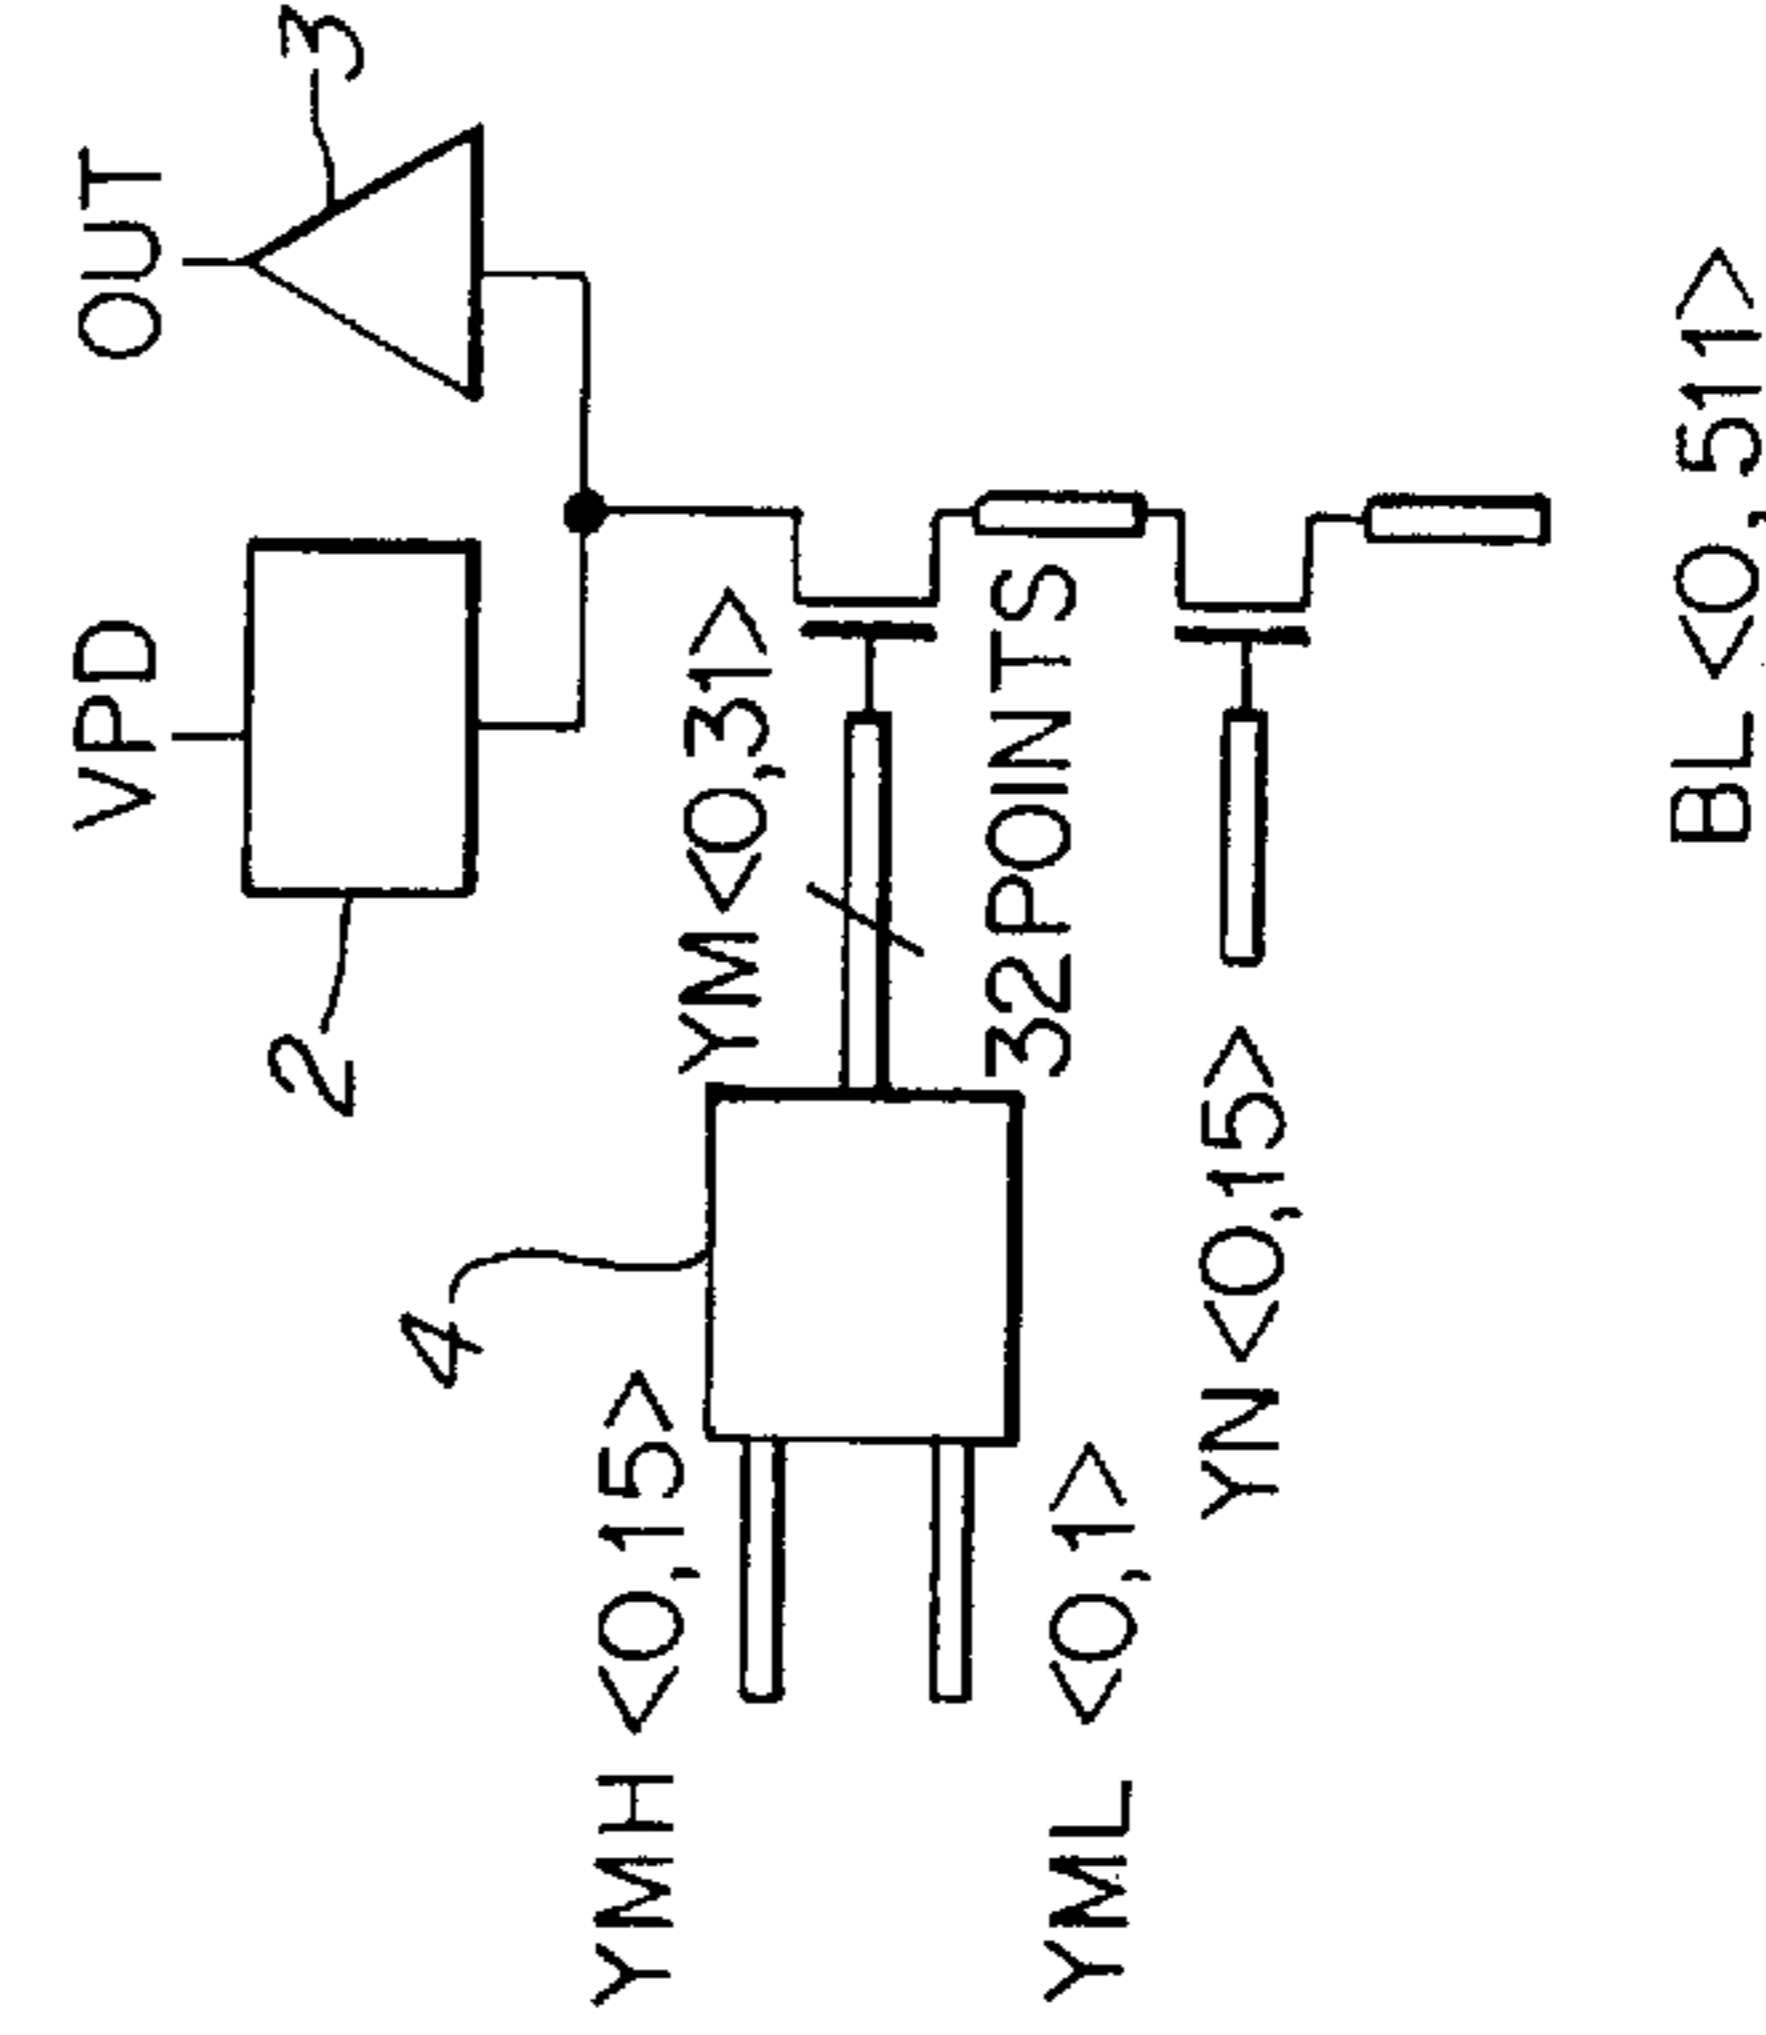 VPD
OUT
2
3
4
YM<0,31>
YMH<0,15>
32POINTS
YML<0,1>
YN<0,15>
BL<0,511>